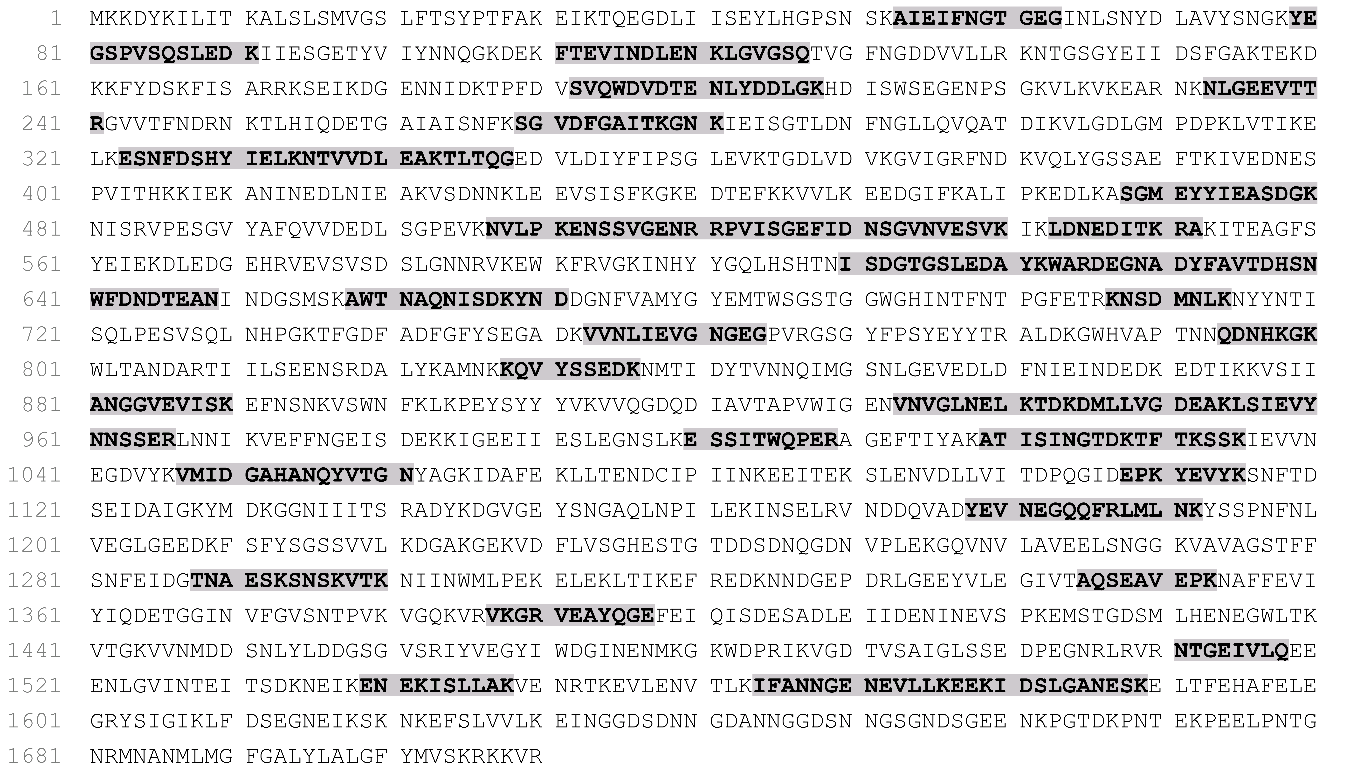 1 MKKDYKILIT KALSLSMVGS LFTSYPTFAK EIKTQEGDLI ISEYLHGPSN SKAIEIFNGT GEGINLSNYD LAVYSNGKYE
81 GSPVSQSLED KIIESGETYV IYNNQGKDEK FTEVINDLEN KLGVGSQTVG FNGDDVVLLR KNTGSGYEII DSFGAKTEKD
161 KKFYDSKFIS ARRKSEIKDG ENNIDKTPFD VSVQWDVDTE NLYDDLGKHD ISWSEGENPS GKVLKVKEAR NKNLGEEVTT
241 RGVVTFNDRN KTLHIQDETG AIAISNFKSG VDFGAITKGN KIEISGTLDN FNGLLQVQAT DIKVLGDLGM PDPKLVTIKE
321 LKESNFDSHY IELKNTVVDL EAKTLTQGED VLDIYFIPSG LEVKTGDLVD VKGVIGRFND KVQLYGSSAE FTKIVEDNES
401 PVITHKKIEK ANINEDLNIE AKVSDNNKLE EVSISFKGKE DTEFKKVVLK EEDGIFKALI PKEDLKASGM EYYIEASDGK
481 NISRVPESGV YAFQVVDEDL SGPEVKNVLP KENSSVGENR RPVISGEFID NSGVNVESVK IKLDNEDITK RAKITEAGFS
561 YEIEKDLEDG EHRVEVSVSD SLGNNRVKEW KFRVGKINHY YGQLHSHTNI SDGTGSLEDA YKWARDEGNA DYFAVTDHSN
641 WFDNDTEANI NDGSMSKAWT NAQNISDKYN DDGNFVAMYG YEMTWSGSTG GWGHINTFNT PGFETRKNSD MNLKNYYNTI
721 SQLPESVSQL NHPGKTFGDF ADFGFYSEGA DKVVNLIEVG NGEGPVRGSG YFPSYEYYTR ALDKGWHVAP TNNQDNHKGK
801 WLTANDARTI ILSEENSRDA LYKAMNKKQV YSSEDKNMTI DYTVNNQIMG SNLGEVEDLD FNIEINDEDK EDTIKKVSII
881 ANGGVEVISK EFNSNKVSWN FKLKPEYSYY YVKVVQGDQD IAVTAPVWIG ENVNVGLNEL KTDKDMLLVG DEAKLSIEVY
961 NNSSERLNNI KVEFFNGEIS DEKKIGEEII ESLEGNSLKE SSITWQPERA GEFTIYAKAT ISINGTDKTF TKSSKIEVVN
1041 EGDVYKVMID GAHANQYVTG NYAGKIDAFE KLLTENDCIP IINKEEITEK SLENVDLLVI TDPQGIDEPK YEVYKSNFTD
1121 SEIDAIGKYM DKGGNIIITS RADYKDGVGE YSNGAQLNPI LEKINSELRV NDDQVADYEV NEGQQFRLML NKYSSPNFNL
1201 VEGLGEEDKF SFYSGSSVVL KDGAKGEKVD FLVSGHESTG TDDSDNQGDN VPLEKGQVNV LAVEELSNGG KVAVAGSTFF
1281 SNFEIDGTNA ESKSNSKVTK NIINWMLPEK ELEKLTIKEF REDKNNDGEP DRLGEEYVLE GIVTAQSEAV EPKNAFFEVI
1361 YIQDETGGIN VFGVSNTPVK VGQKVRVKGR VEAYQGEFEI QISDESADLE IIDENINEVS PKEMSTGDSM LHENEGWLTK
1441 VTGKVVNMDD SNLYLDDGSG VSRIYVEGYI WDGINENMKG KWDPRIKVGD TVSAIGLSSE DPEGNRLRVR NTGEIVLQEE
1521 ENLGVINTEI TSDKNEIKEN EKISLLAKVE NRTKEVLENV TLKIFANNGE NEVLLKEEKI DSLGANESKE LTFEHAFELE
1601 GRYSIGIKLF DSEGNEIKSK NKEFSLVVLK EINGGDSDNN GDANNGGDSN NGSGNDSGEE NKPGTDKPNT EKPEELPNTG
1681 NRMNANMLMG FGALYLALGF YMVSKRKKVR